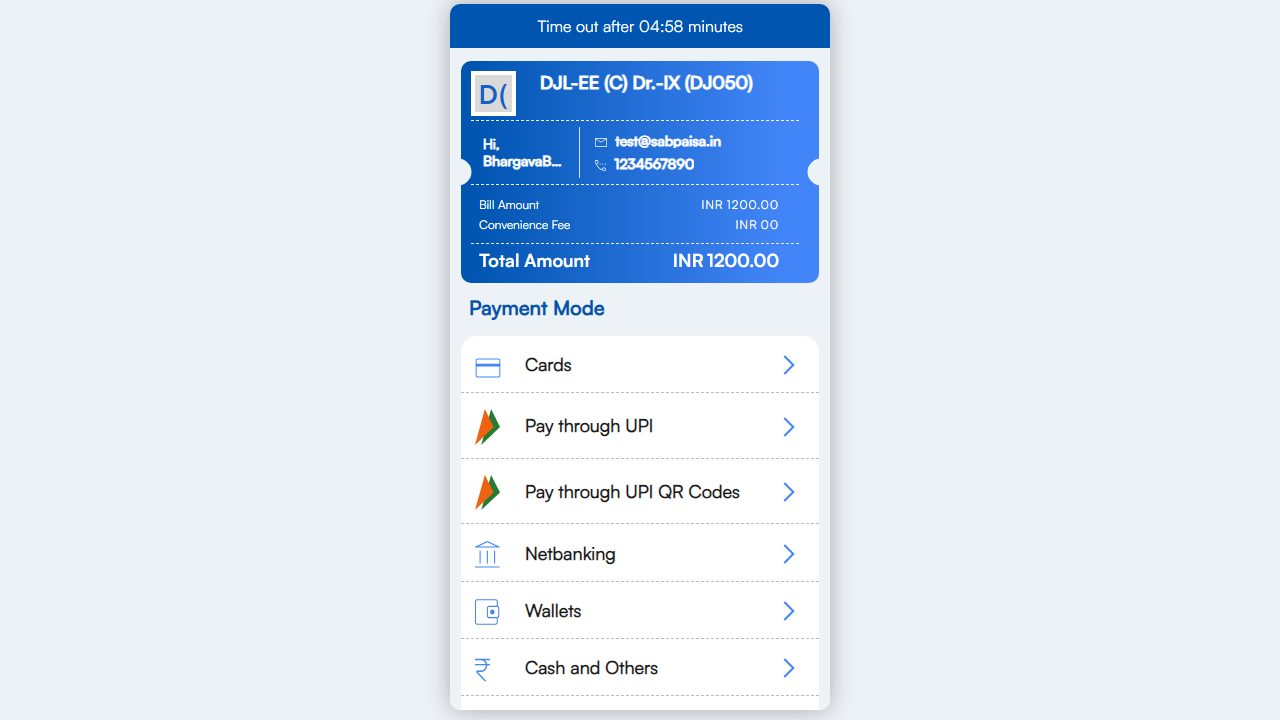 Time out after 04:58 minutes
D(
DJL-EE (C) Dr.-IX (DJ050)
Hi,
BhargavaB...
test@sabpaisa.in
1234567890
Bill Amount INR 1200.00
Convenience Fee INR 00
Total Amount INR 1200.00
Payment Mode
Cards
Pay through UPI
Pay through UPI QR Codes
Netbanking
Wallets
Cash and Others